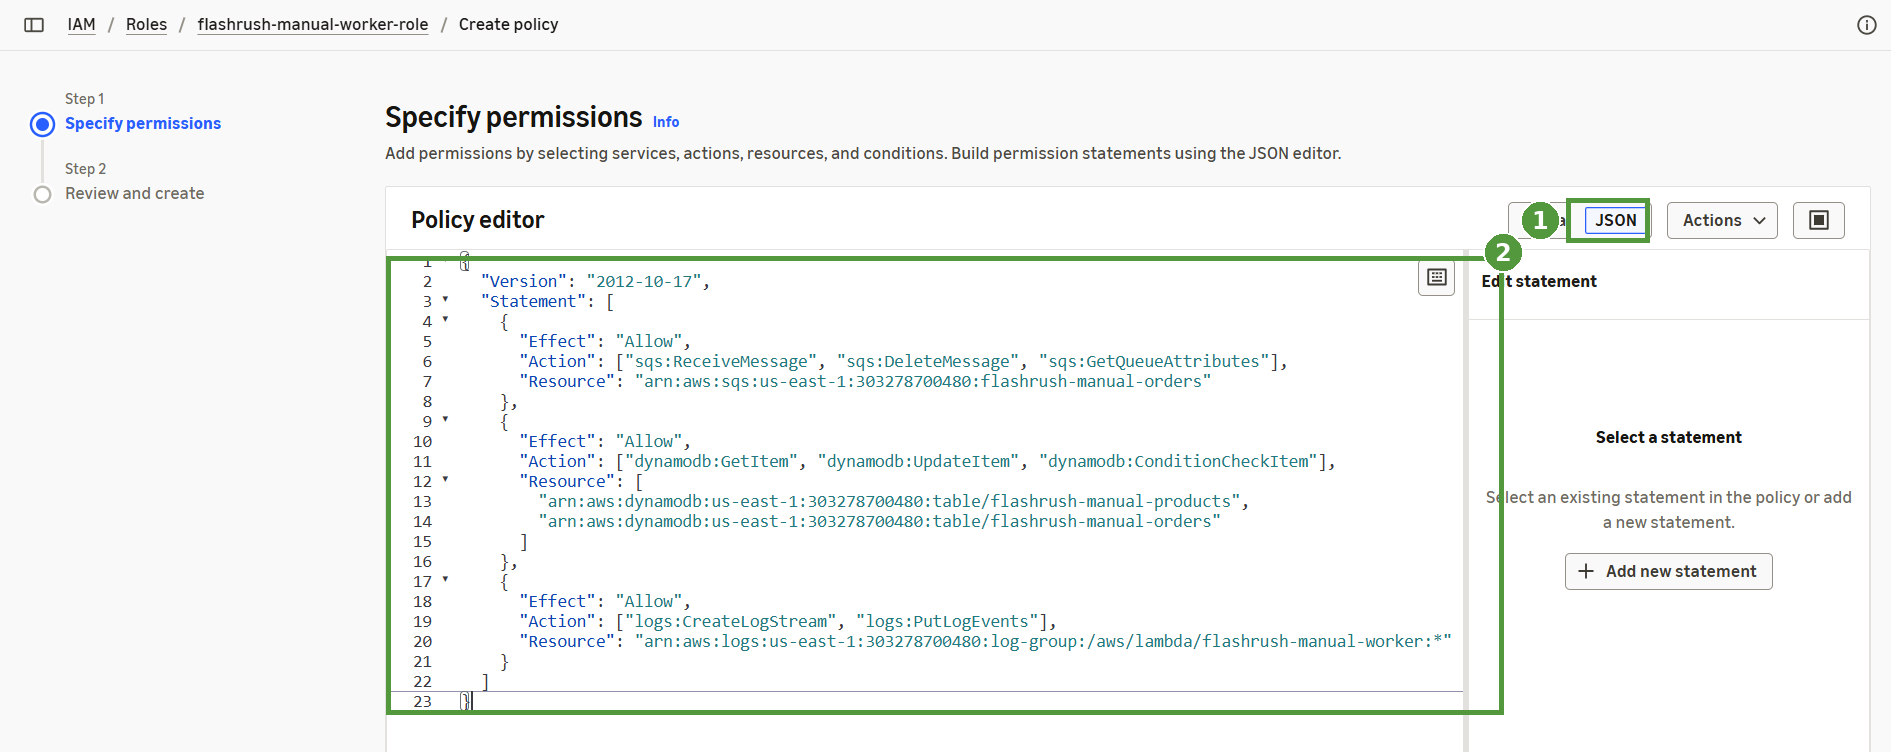 IAM / Roles / flashrush-manual-worker-role / Create policy
Step 1
Specify permissions
Step 2
Review and create
Specify permissions Info
Add permissions by selecting services, actions, resources, and conditions. Build permission statements using the JSON editor.
Policy editor
1
JSON
Actions
2
1 {
2 "Version": "2012-10-17",
3 "Statement": [
4 {
5 "Effect": "Allow",
6 "Action": ["sqs:ReceiveMessage", "sqs:DeleteMessage", "sqs:GetQueueAttributes"],
7 "Resource": "arn:aws:sqs:us-east-1:303278700480:flashrush-manual-orders"
8 },
9 {
10 "Effect": "Allow",
11 "Action": ["dynamodb:GetItem", "dynamodb:UpdateItem", "dynamodb:ConditionCheckItem"],
12 "Resource": [
13 "arn:aws:dynamodb:us-east-1:303278700480:table/flashrush-manual-products",
14 "arn:aws:dynamodb:us-east-1:303278700480:table/flashrush-manual-orders"
15 ]
16 },
17 {
18 "Effect": "Allow",
19 "Action": ["logs:CreateLogStream", "logs:PutLogEvents"],
20 "Resource": "arn:aws:logs:us-east-1:303278700480:log-group:/aws/lambda/flashrush-manual-worker:*"
21 }
22 ]
23 }
Edit statement
Select a statement
Select an existing statement in the policy or add
a new statement.
+ Add new statement